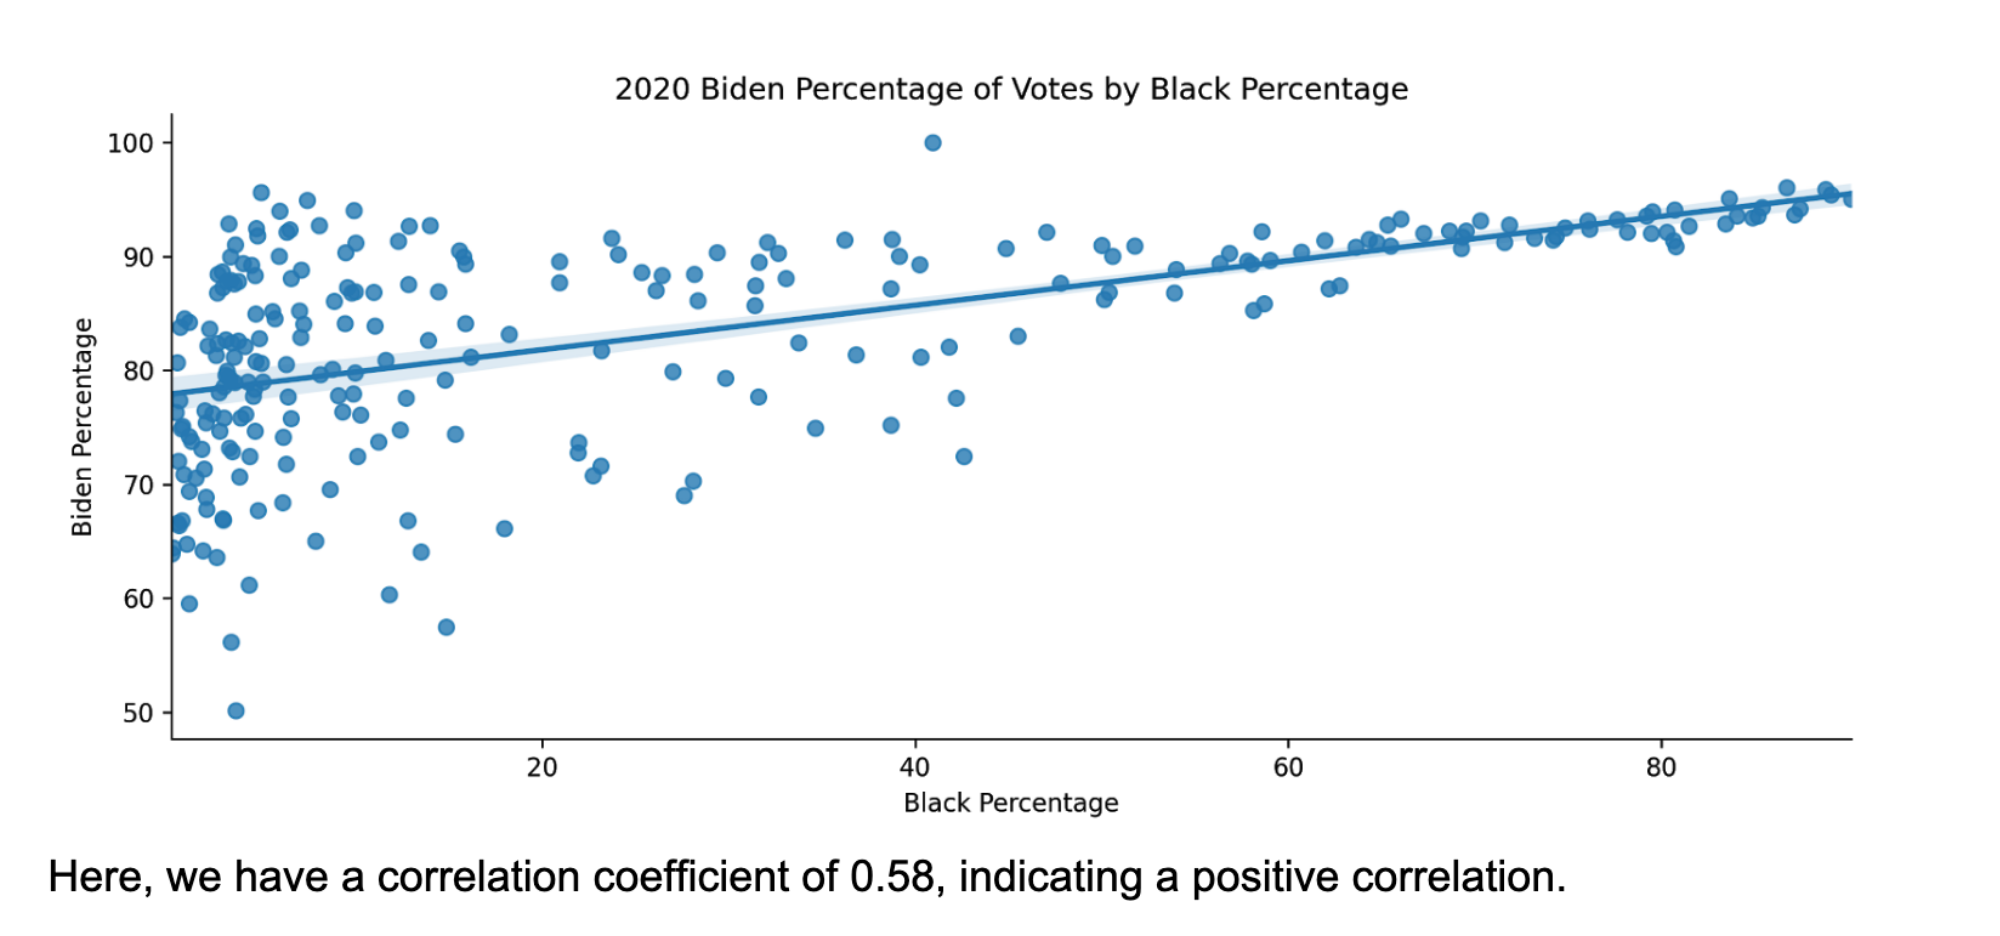 2020 Biden Percentage of Votes by Black Percentage
100
90
80
70
60
50
Biden Percentage
20 40 60 80
Black Percentage
Here, we have a correlation coefficient of 0.58, indicating a positive correlation.